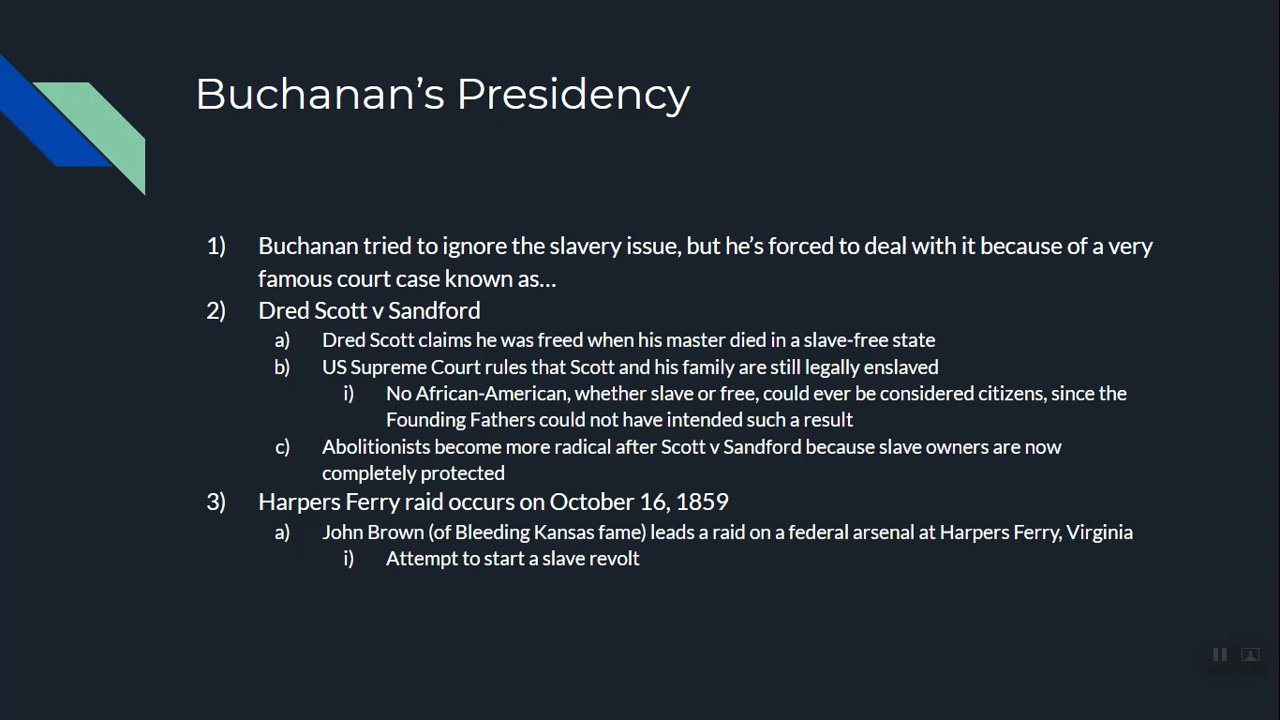 Buchanan’s Presidency
1) Buchanan tried to ignore the slavery issue, but he’s forced to deal with it because of a very
famous court case known as…
2) Dred Scott v Sandford
a) Dred Scott claims he was freed when his master died in a slave-free state
b) US Supreme Court rules that Scott and his family are still legally enslaved
i) No African-American, whether slave or free, could ever be considered citizens, since the
Founding Fathers could not have intended such a result
c) Abolitionists become more radical after Scott v Sandford because slave owners are now
completely protected
3) Harpers Ferry raid occurs on October 16, 1859
a) John Brown (of Bleeding Kansas fame) leads a raid on a federal arsenal at Harpers Ferry, Virginia
i) Attempt to start a slave revolt